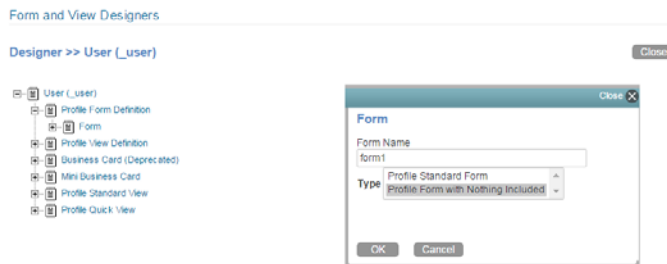 Form and View Designers
Designer >> User (_user)
Close
User (_user)
Profile Form Definition
Form
Profile View Definition
Business Card (Deprecated)
Mini Business Card
Profile Standard View
Profile Quick View
Close
Form
Form Name
form1
Type
Profile Standard Form
Profile Form with Nothing Included
OK
Cancel